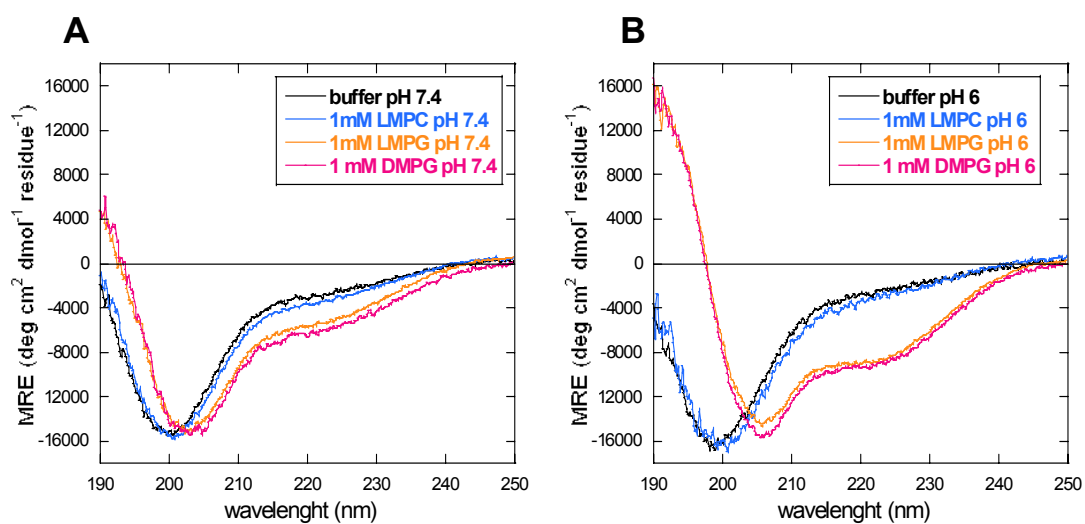 A
MRE (deg cm² dmol⁻¹ residue⁻¹)
16000
12000
8000
4000
0
-4000
-8000
-12000
-16000
buffer pH 7.4
1mM LMPC pH 7.4
1mM LMPG pH 7.4
1 mM DMPG pH 7.4
190 200 210 220 230 240 250
wavelenght (nm)
B
MRE (deg cm² dmol⁻¹ residue⁻¹)
16000
12000
8000
4000
0
-4000
-8000
-12000
-16000
buffer pH 6
1mM LMPC pH 6
1mM LMPG pH 6
1 mM DMPG pH 6
190 200 210 220 230 240 250
wavelenght (nm)